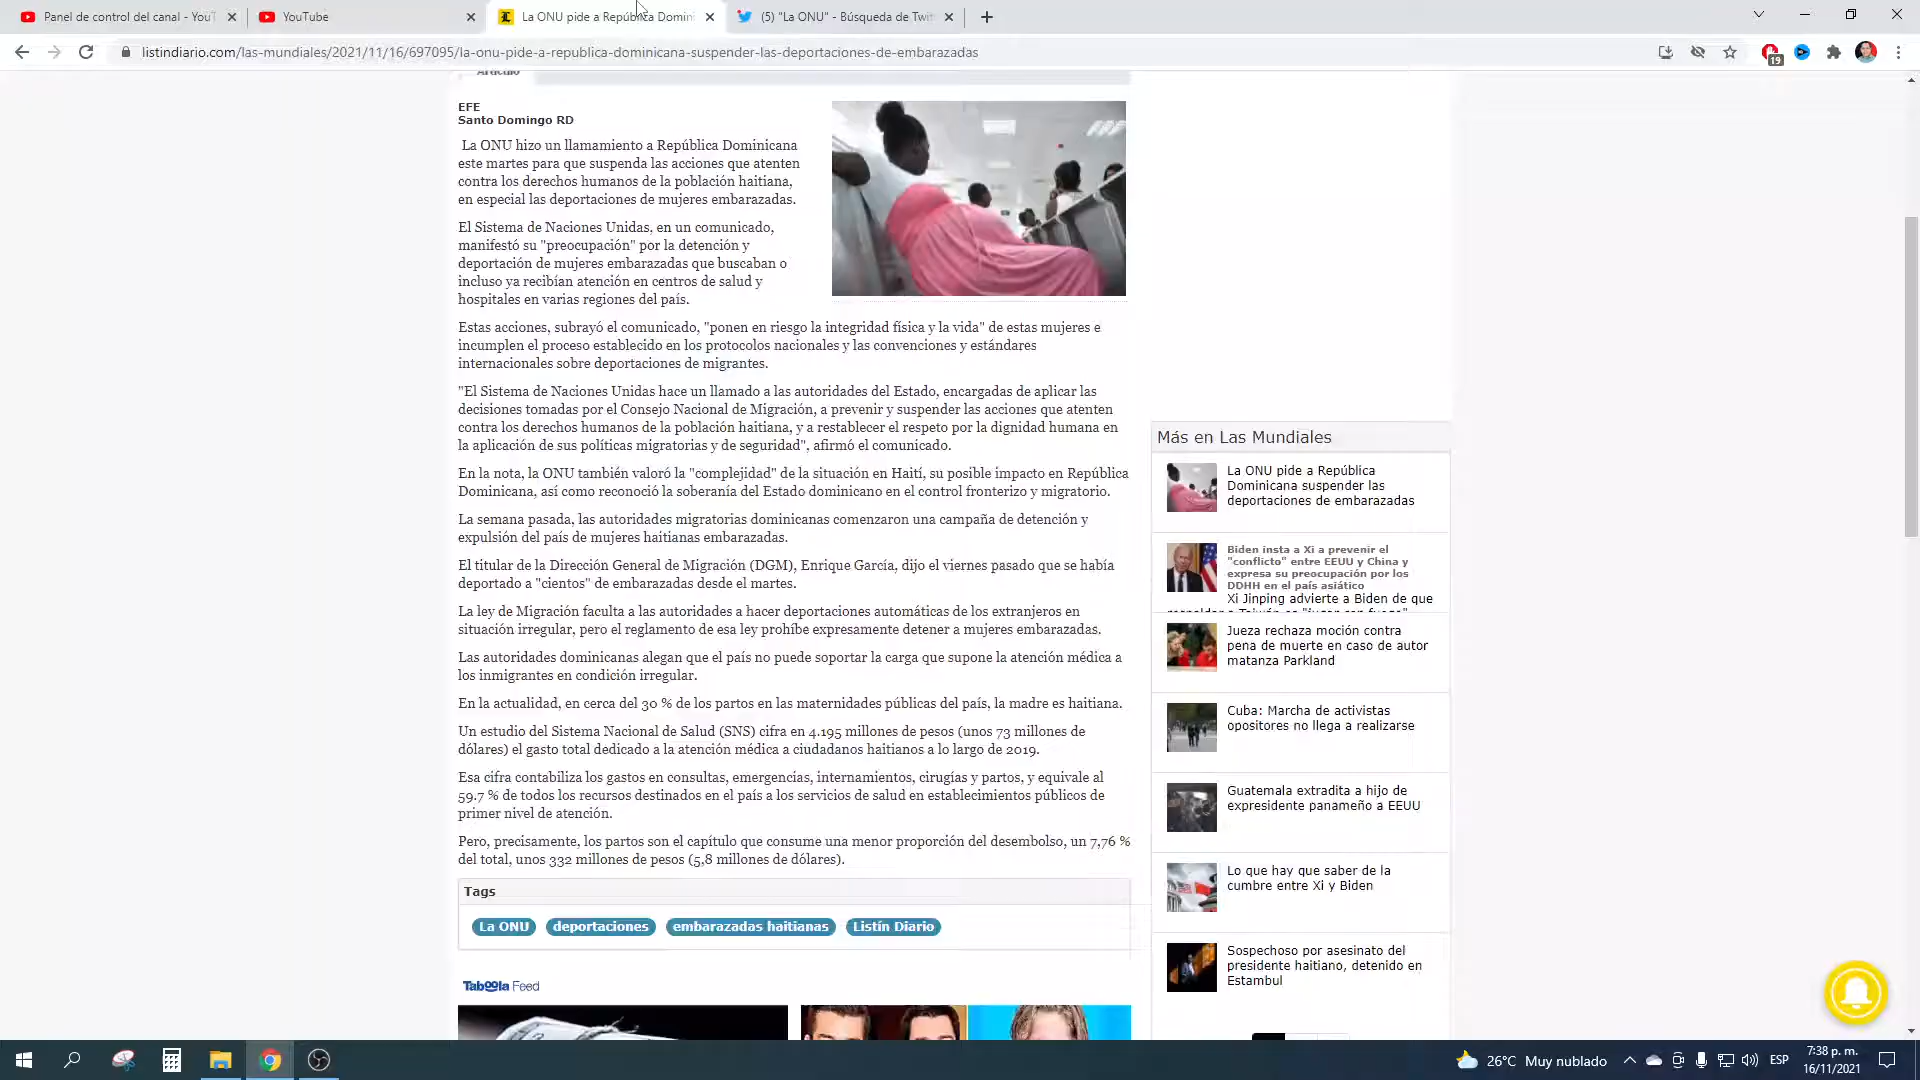 Panel de control del canal - YouT
YouTube
La ONU pide a República Domin
(5) "La ONU" - Búsqueda de Twit
listindiario.com/las-mundiales/2021/11/16/697095/la-onu-pide-a-republica-dominicana-suspender-las-deportaciones-de-embarazadas
19
Artículo
EFE
Santo Domingo RD
La ONU hizo un llamamiento a República Dominicana
este martes para que suspenda las acciones que atenten
contra los derechos humanos de la población haitiana,
en especial las deportaciones de mujeres embarazadas.
El Sistema de Naciones Unidas, en un comunicado,
manifestó su "preocupación" por la detención y
deportación de mujeres embarazadas que buscaban o
incluso ya recibían atención en centros de salud y
hospitales en varias regiones del país.
Estas acciones, subrayó el comunicado, "ponen en riesgo la integridad física y la vida" de estas mujeres e
incumplen el proceso establecido en los protocolos nacionales y las convenciones y estándares
internacionales sobre deportaciones de migrantes.
"El Sistema de Naciones Unidas hace un llamado a las autoridades del Estado, encargadas de aplicar las
decisiones tomadas por el Consejo Nacional de Migración, a prevenir y suspender las acciones que atenten
contra los derechos humanos de la población haitiana, y a restablecer el respeto por la dignidad humana en
la aplicación de sus políticas migratorias y de seguridad", afirmó el comunicado.
En la nota, la ONU también valoró la "complejidad" de la situación en Haití, su posible impacto en República
Dominicana, así como reconoció la soberanía del Estado dominicano en el control fronterizo y migratorio.
La semana pasada, las autoridades migratorias dominicanas comenzaron una campaña de detención y
expulsión del país de mujeres haitianas embarazadas.
El titular de la Dirección General de Migración (DGM), Enrique García, dijo el viernes pasado que se había
deportado a "cientos" de embarazadas desde el martes.
La ley de Migración faculta a las autoridades a hacer deportaciones automáticas de los extranjeros en
situación irregular, pero el reglamento de esa ley prohíbe expresamente detener a mujeres embarazadas.
Las autoridades dominicanas alegan que el país no puede soportar la carga que supone la atención médica a
los inmigrantes en condición irregular.
En la actualidad, en cerca del 30 % de los partos en las maternidades públicas del país, la madre es haitiana.
Un estudio del Sistema Nacional de Salud (SNS) cifra en 4.195 millones de pesos (unos 73 millones de
dólares) el gasto total dedicado a la atención médica a ciudadanos haitianos a lo largo de 2019.
Esa cifra contabiliza los gastos en consultas, emergencias, internamientos, cirugías y partos, y equivale al
59.7 % de todos los recursos destinados en el país a los servicios de salud en establecimientos públicos de
primer nivel de atención.
Pero, precisamente, los partos son el capítulo que consume una menor proporción del desembolso, un 7,76 %
del total, unos 332 millones de pesos (5,8 millones de dólares).
Tags
La ONU
deportaciones
embarazadas haitianas
Listín Diario
Taboola Feed
Más en Las Mundiales
La ONU pide a República
Dominicana suspender las
deportaciones de embarazadas
Biden insta a Xi a prevenir el
"conflicto" entre EEUU y China y
expresa su preocupación por los
DDHH en el país asiático
Xi Jinping advierte a Biden de que
respaldar a Taiwán es "jugar con fuego"
Jueza rechaza moción contra
pena de muerte en caso de autor
matanza Parkland
Cuba: Marcha de activistas
opositores no llega a realizarse
Guatemala extradita a hijo de
expresidente panameño a EEUU
Lo que hay que saber de la
cumbre entre Xi y Biden
Sospechoso por asesinato del
presidente haitiano, detenido en
Estambul
26°C Muy nublado
ESP
7:38 p. m.
16/11/2021